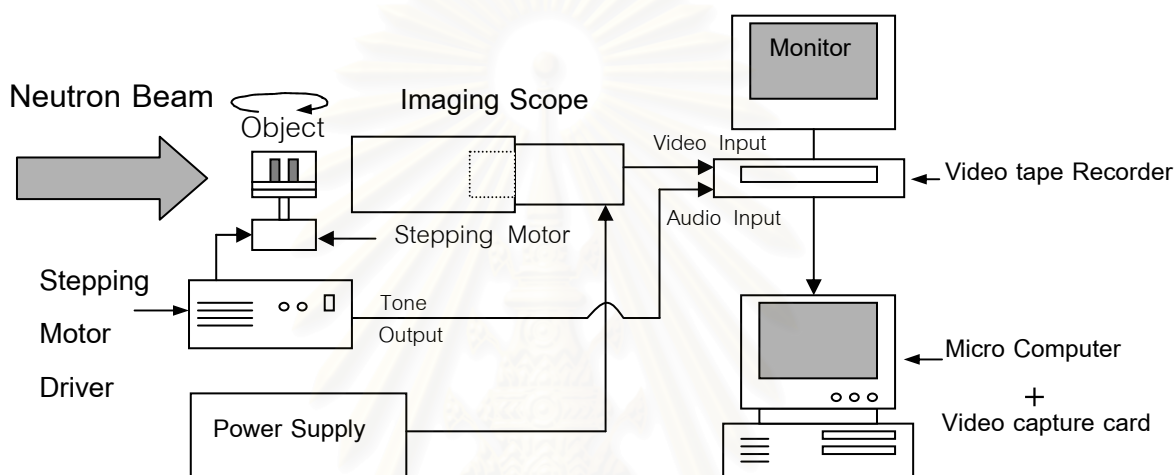 Monitor
Neutron Beam
Imaging Scope
Object
Video Input
Video tape Recorder
Audio Input
Stepping Motor
Stepping
Motor
Driver
Tone
Output
Micro Computer
+
Video capture card
Power Supply